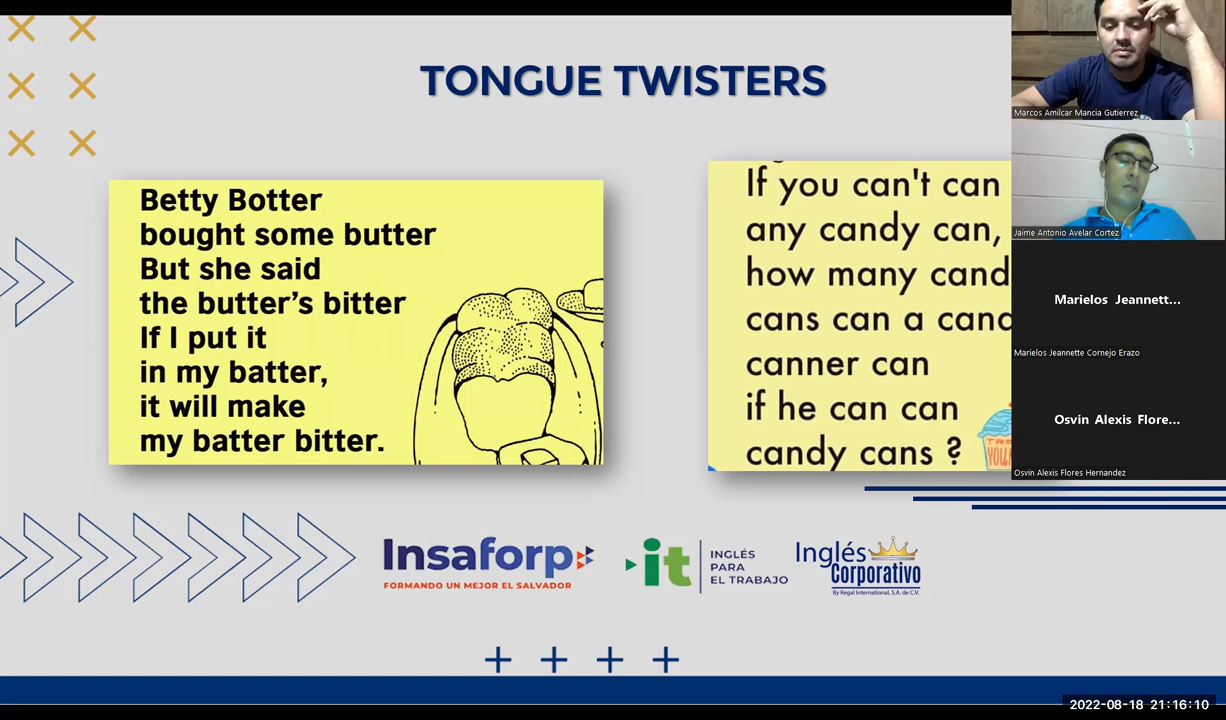 TONGUE TWISTERS
Betty Botter
bought some butter
But she said
the butter's bitter
If I put it
in my batter,
it will make
my batter bitter.
If you can't can
any candy can,
how many cand
cans can a canc
canner can
if he can can
candy cans ?
Marcos Amilcar Mancia Gutierrez
Jaime Antonio Avelar Cortez
Marielos Jeannett...
Marielos Jeannette Cornejo Erazo
Osvin Alexis Flore...
Osvin Alexis Flores Hernandez
Insaforp
FORMANDO UN MEJOR EL SALVADOR
it
INGLÉS
PARA
EL TRABAJO
Inglés
Corporativo
By Regal International, S.A. de C.V.
2022-08-18 21:16:10